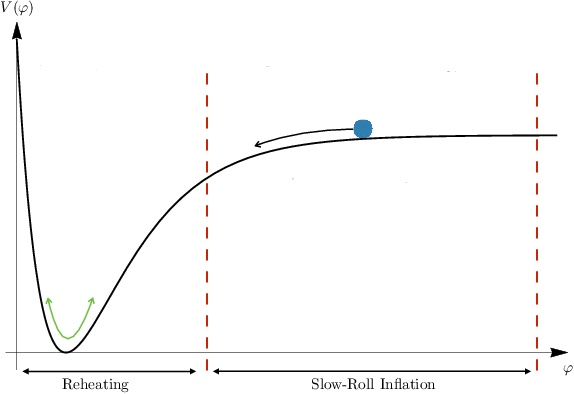 V(φ)
φ
Reheating
Slow-Roll Inflation